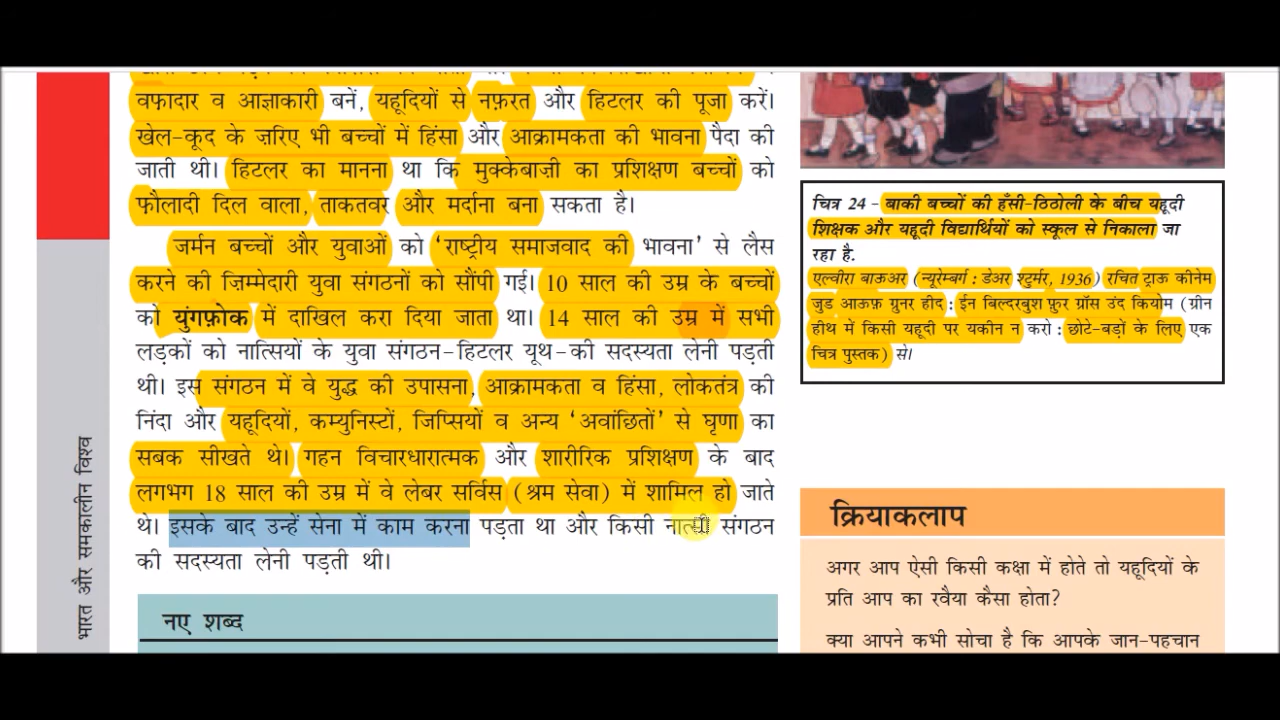 वफ़ादार व आज्ञाकारी बनें, यहूदियों से नफ़रत और हिटलर की पूजा करें।
खेल-कूद के ज़रिए भी बच्चों में हिंसा और आक्रामकता की भावना पैदा की
जाती थी। हिटलर का मानना था कि मुक्केबाज़ी का प्रशिक्षण बच्चों को
फ़ौलादी दिल वाला, ताकतवर और मर्दाना बना सकता है।
जर्मन बच्चों और युवाओं को ‘राष्ट्रीय समाजवाद की भावना’ से लैस
करने की ज़िम्मेदारी युवा संगठनों को सौंपी गई। 10 साल की उम्र के बच्चों
को युंगफ़ोक में दाखिल करा दिया जाता था। 14 साल की उम्र में सभी
लड़कों को नात्सियों के युवा संगठन–हिटलर यूथ–की सदस्यता लेनी पड़ती
थी। इस संगठन में वे युद्ध की उपासना, आक्रामकता व हिंसा, लोकतंत्र की
निंदा और यहूदियों, कम्युनिस्टों, जिप्सियों व अन्य ‘अवांछितों’ से घृणा का
सबक सीखते थे। गहन विचारधारात्मक और शारीरिक प्रशिक्षण के बाद
लगभग 18 साल की उम्र में वे लेबर सर्विस (श्रम सेवा) में शामिल हो जाते
थे। इसके बाद उन्हें सेना में काम करना पड़ता था और किसी नात्सी संगठन
की सदस्यता लेनी पड़ती थी।
नए शब्द
भारत और समकालीन विश्व
चित्र 24 – बाकी बच्चों की हँसी-ठिठोली के बीच यहूदी
शिक्षक और यहूदी विद्यार्थियों को स्कूल से निकाला जा
रहा है.
एल्वीरा बाऊअर (न्यूरेम्बर्ग : डेअर श्टुर्मर, 1936) रचित ट्राऊ कीनेम
जुड आऊफ़ ग्रुनर हीद : ईन बिल्दरबुश फ़ुर ग्रॉस उंद कियोम (ग्रीन
हीथ में किसी यहूदी पर यकीन न करो : छोटे-बड़ों के लिए एक
चित्र पुस्तक) से।
क्रियाकलाप
अगर आप ऐसी किसी कक्षा में होते तो यहूदियों के
प्रति आप का रवैया कैसा होता?
क्या आपने कभी सोचा है कि आपके जान-पहचान